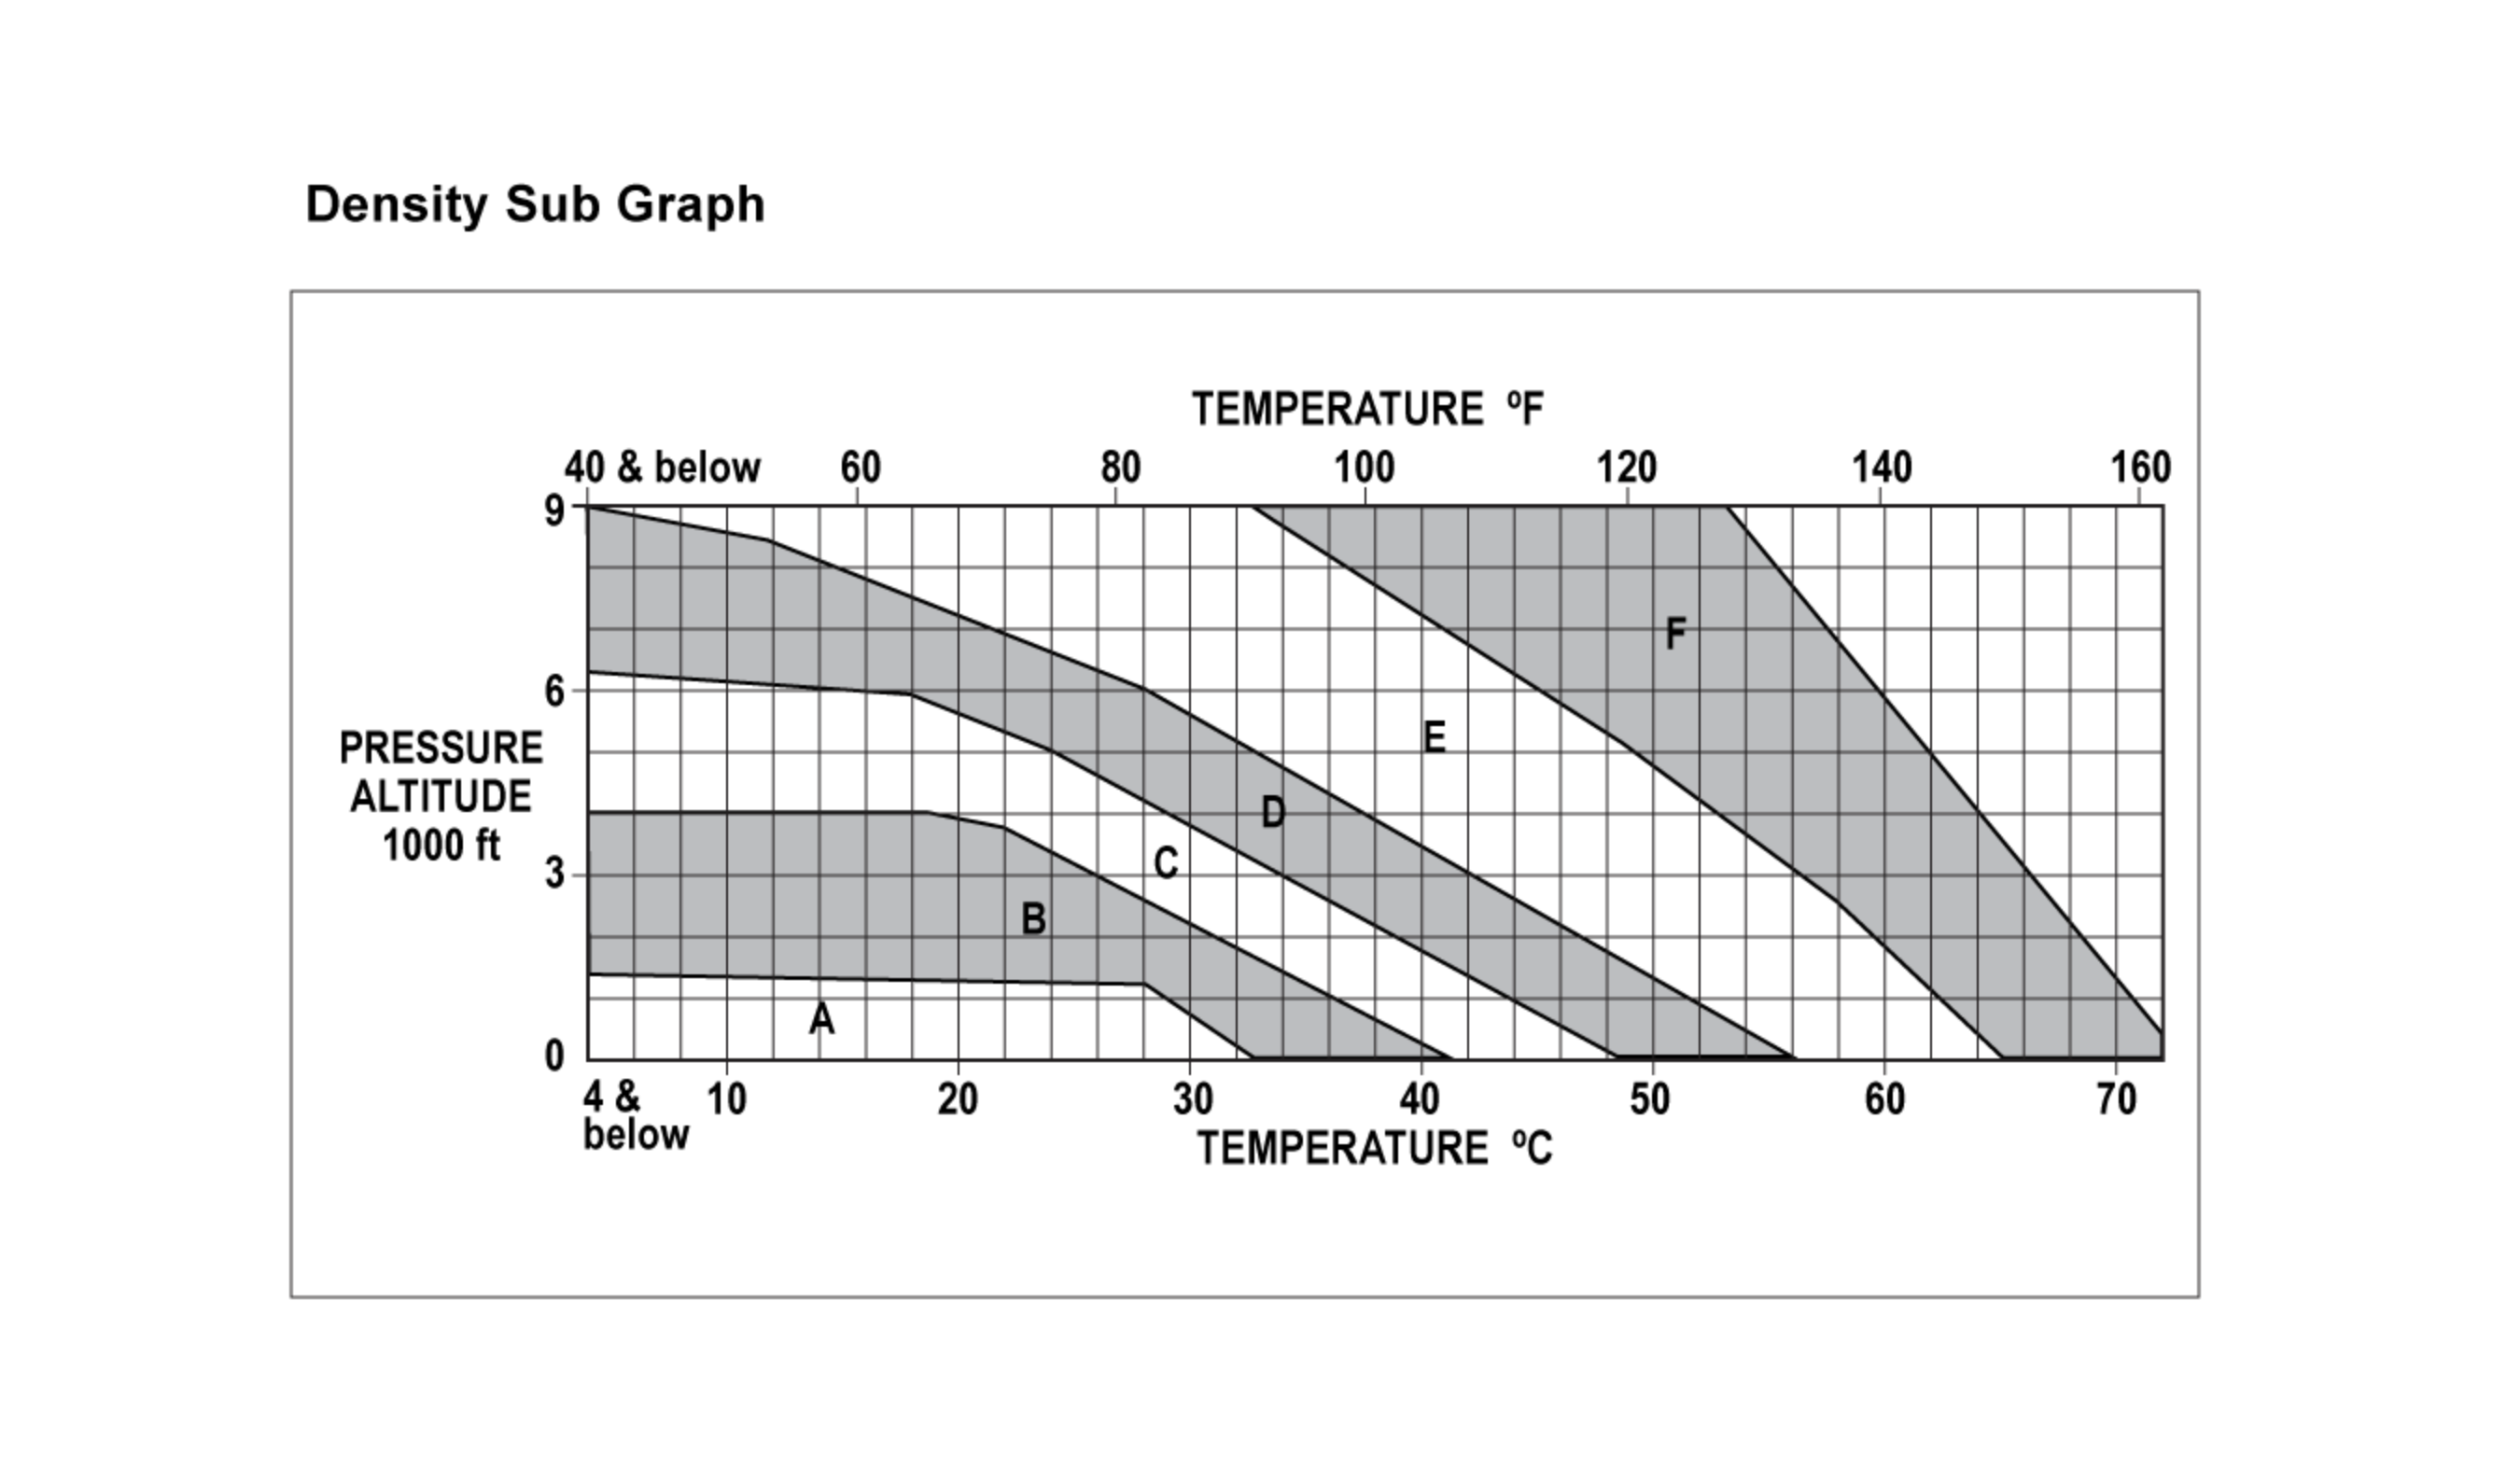 Density Sub Graph
TEMPERATURE ºF
40 & below 60 80 100 120 140 160
9
F
6
E
PRESSURE
ALTITUDE
1000 ft
D
C
3
B
A
0
4 &
below
10 20 30 40 50 60 70
TEMPERATURE ºC